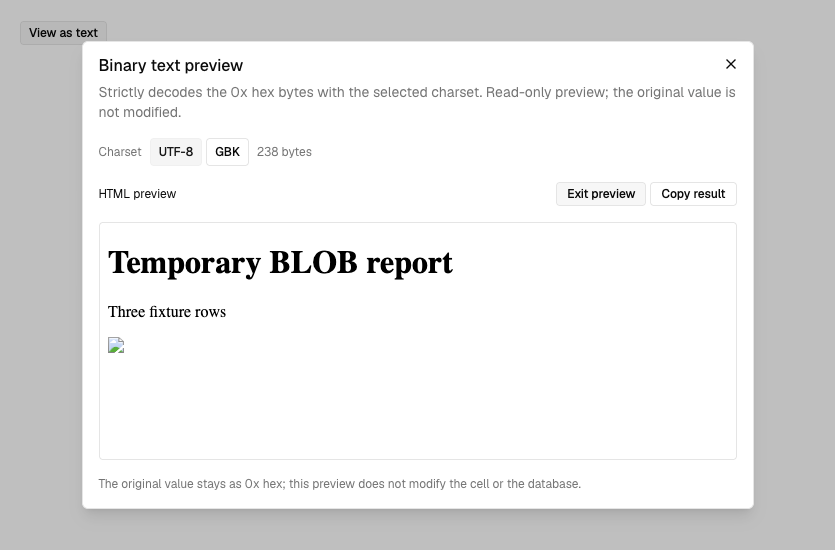 View as text
Binary text preview
Strictly decodes the 0x hex bytes with the selected charset. Read-only preview; the original value is
not modified.
Charset UTF-8 GBK 238 bytes
HTML preview Exit preview Copy result
Temporary BLOB report
Three fixture rows
The original value stays as 0x hex; this preview does not modify the cell or the database.